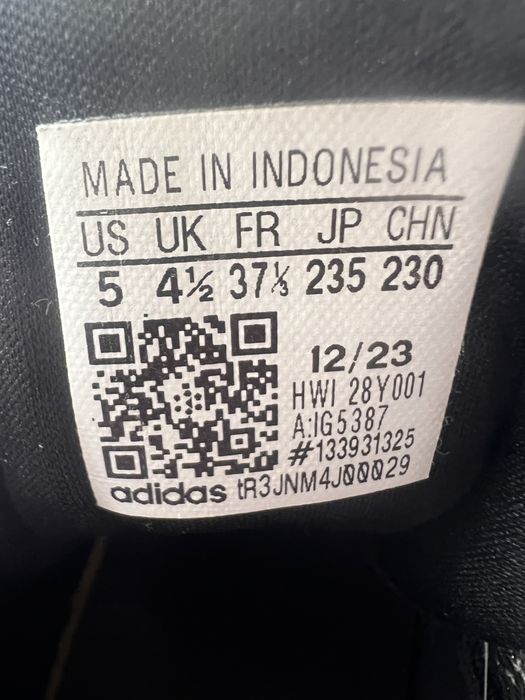 MADE IN INDONESIA
US UK FR JP CHN
5 4½ 37⅓ 235 230
12/23
HWI 28Y001
A:IG5387
#133931325
adidas tR3JNM4J00029